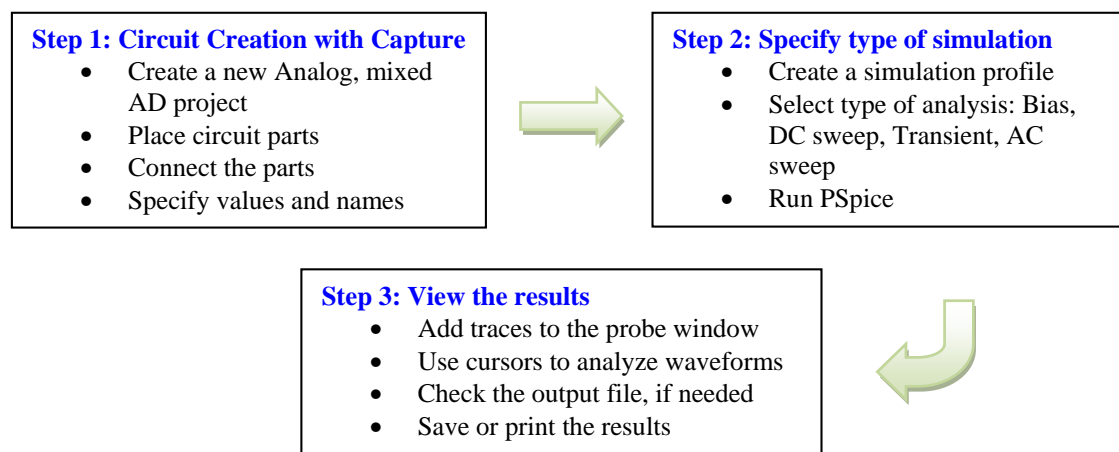 Step 1: Circuit Creation with Capture
• Create a new Analog, mixed
AD project
• Place circuit parts
• Connect the parts
• Specify values and names
Step 2: Specify type of simulation
• Create a simulation profile
• Select type of analysis: Bias,
DC sweep, Transient, AC
sweep
• Run PSpice
Step 3: View the results
• Add traces to the probe window
• Use cursors to analyze waveforms
• Check the output file, if needed
• Save or print the results